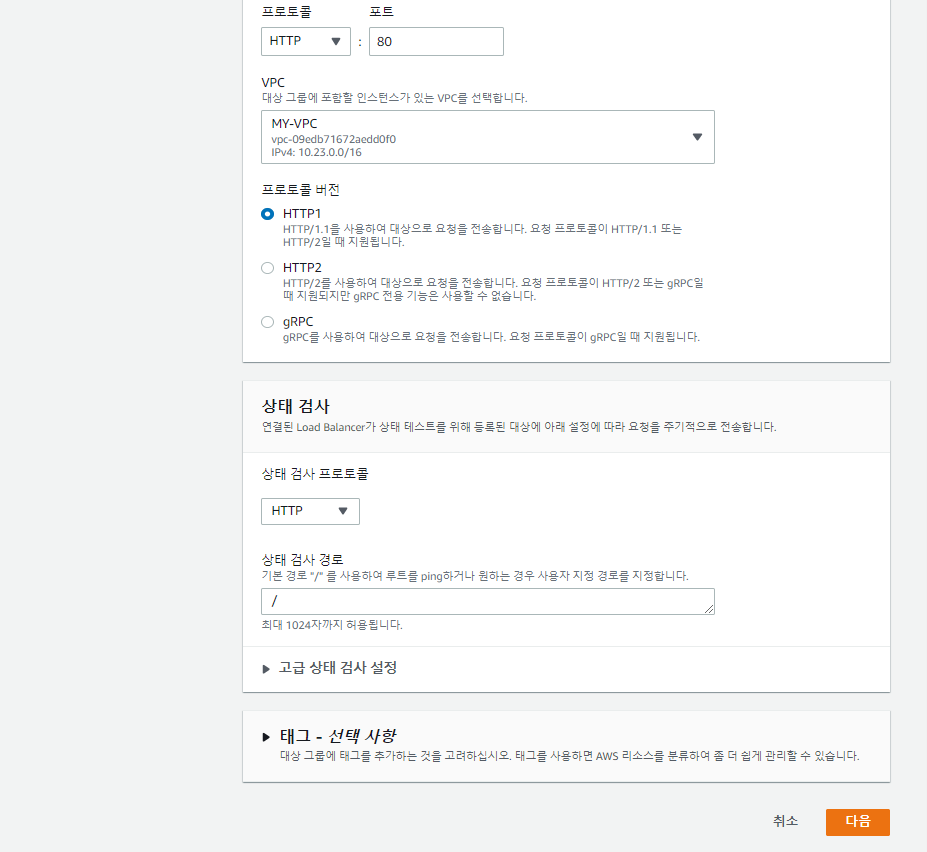 프로토콜 포트
HTTP : 80
VPC
대상 그룹에 포함할 인스턴스가 있는 VPC를 선택합니다.
MY-VPC
vpc-09edb71672aedd0f0
IPv4: 10.23.0.0/16
프로토콜 버전
HTTP1
HTTP/1.1을 사용하여 대상으로 요청을 전송합니다. 요청 프로토콜이 HTTP/1.1 또는
HTTP/2일 때 지원됩니다.
HTTP2
HTTP/2를 사용하여 대상으로 요청을 전송합니다. 요청 프로토콜이 HTTP/2 또는 gRPC일
때 지원되지만 gRPC 전용 기능은 사용할 수 없습니다.
gRPC
gRPC를 사용하여 대상으로 요청을 전송합니다. 요청 프로토콜이 gRPC일 때 지원됩니다.
상태 검사
연결된 Load Balancer가 상태 테스트를 위해 등록된 대상에 아래 설정에 따라 요청을 주기적으로 전송합니다.
상태 검사 프로토콜
HTTP
상태 검사 경로
기본 경로 "/" 를 사용하여 루트를 ping하거나 원하는 경우 사용자 지정 경로를 지정합니다.
/
최대 1024자까지 허용됩니다.
고급 상태 검사 설정
태그 - 선택 사항
대상 그룹에 태그를 추가하는 것을 고려하십시오. 태그를 사용하면 AWS 리소스를 분류하여 좀 더 쉽게 관리할 수 있습니다.
취소 다음